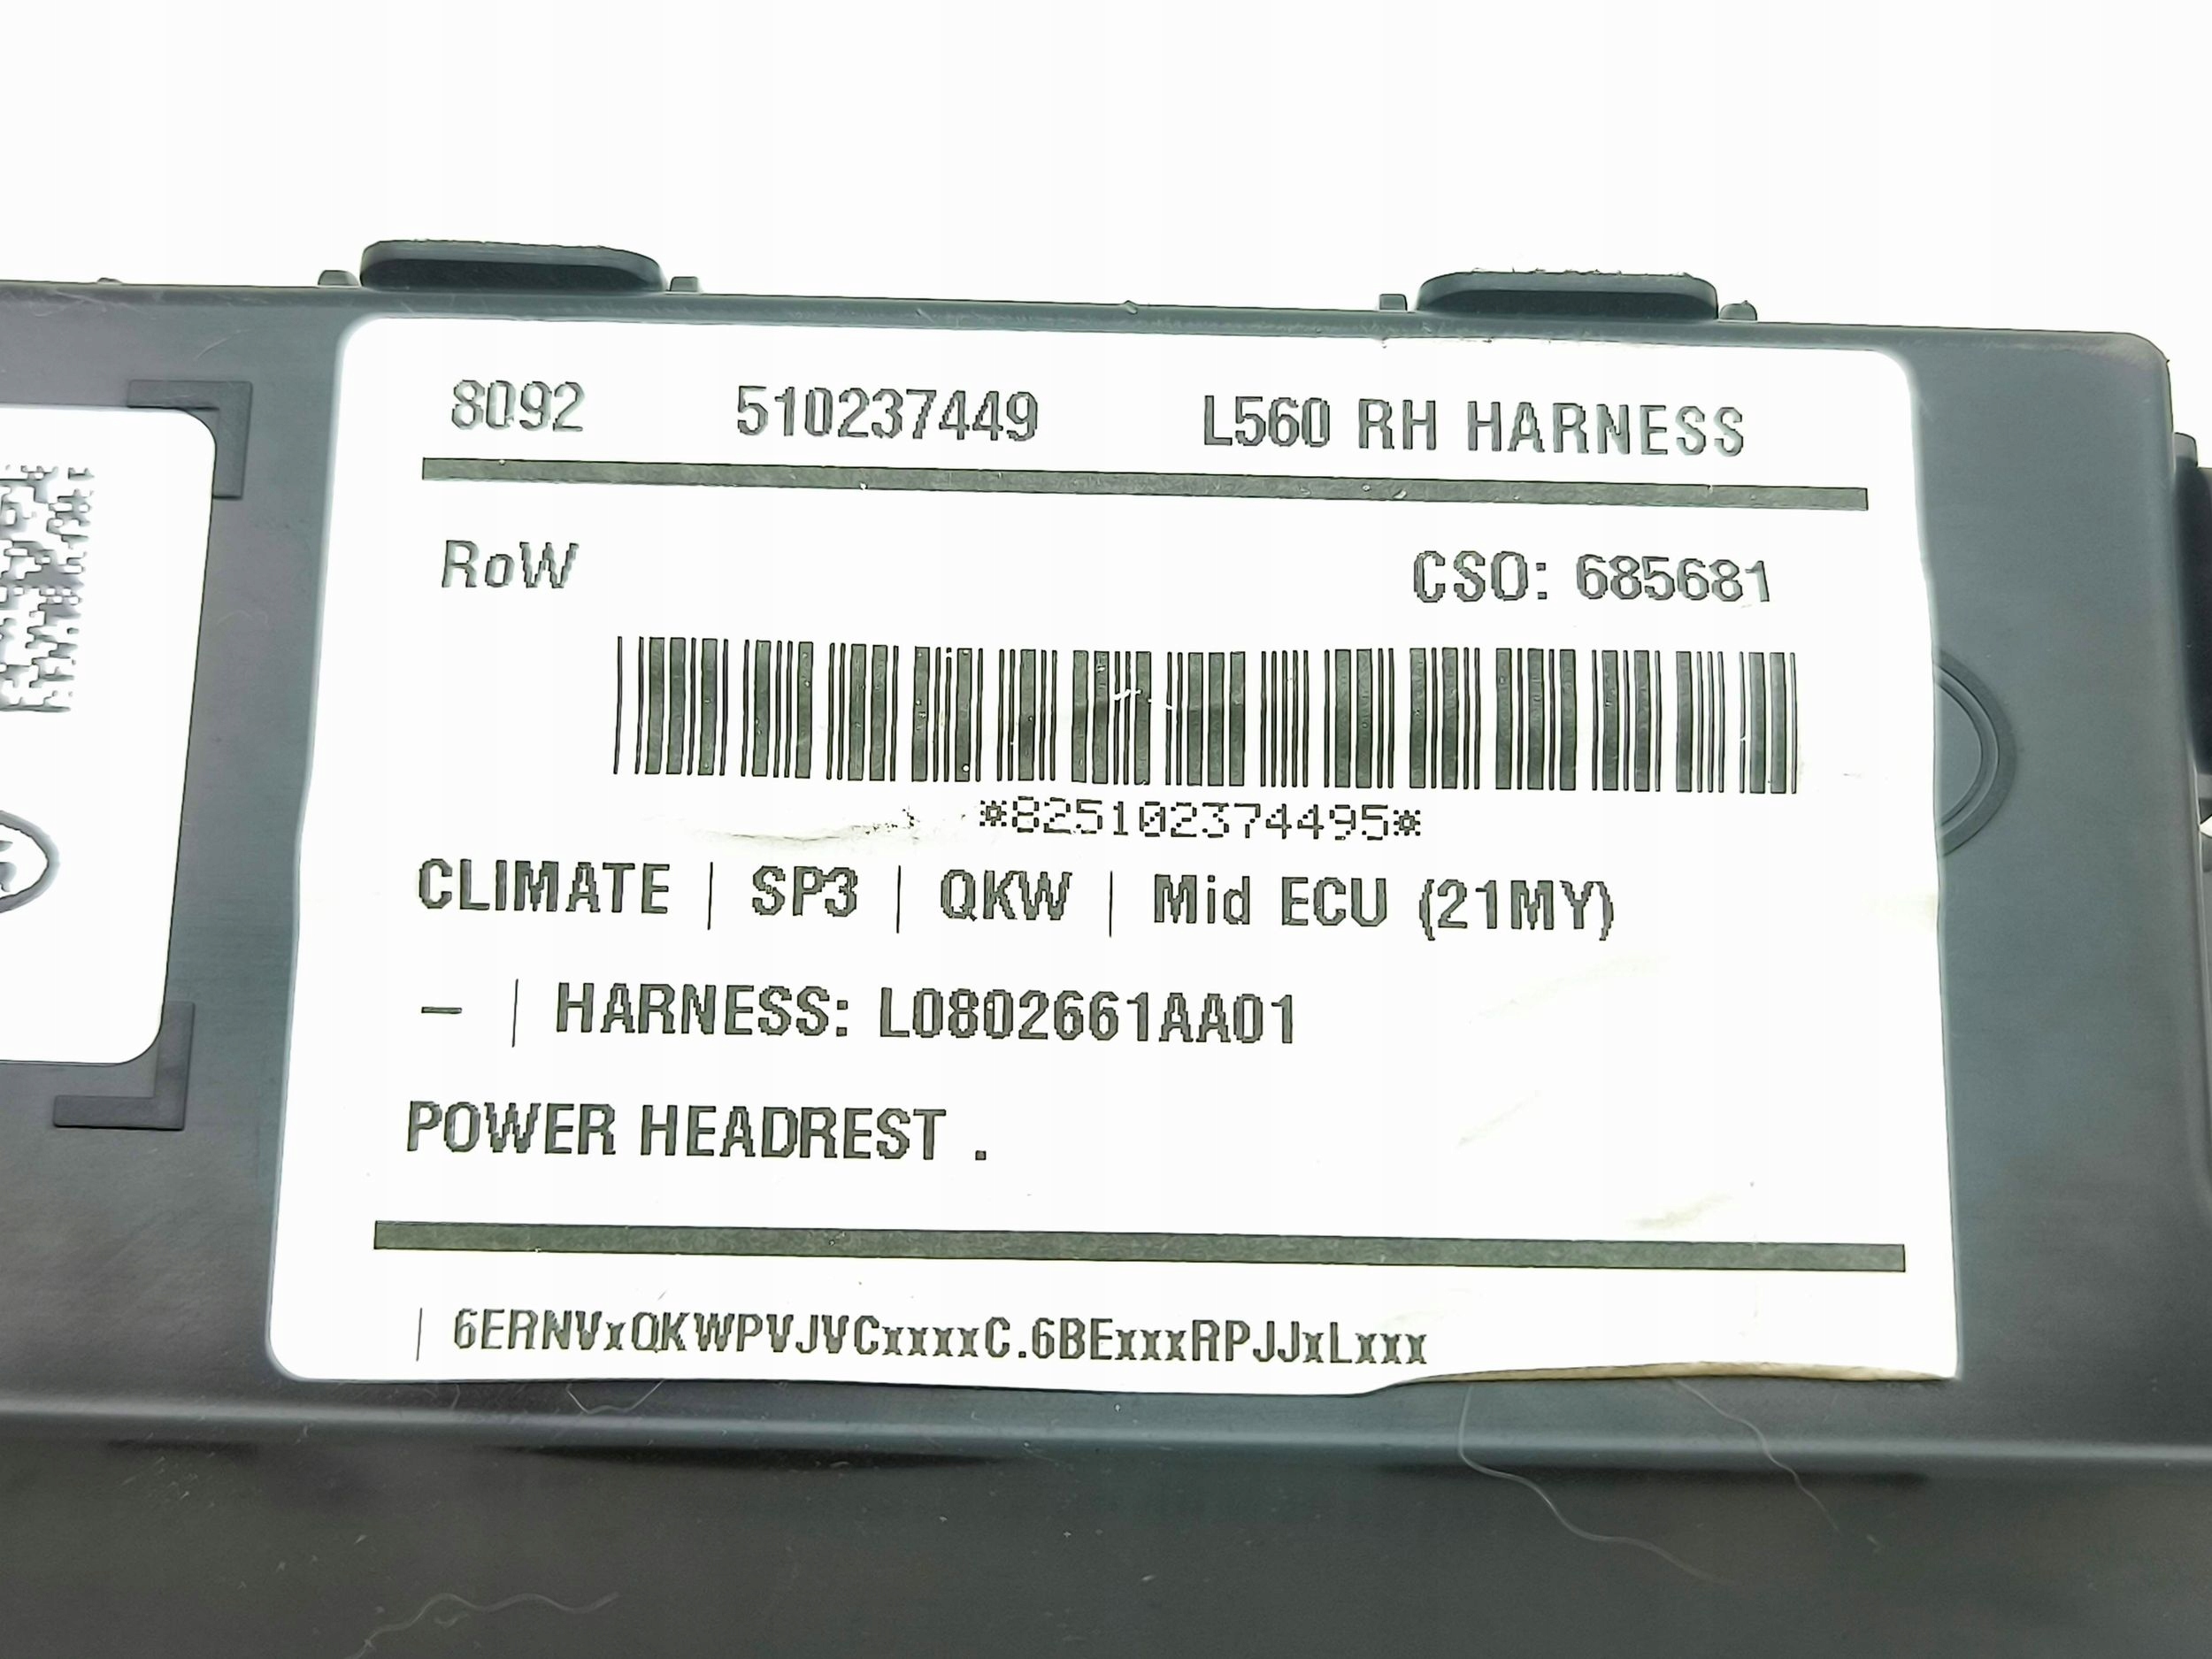 8092 510237449 L560 RH HARNESS
RoW CSO: 685681
*825102374495*
CLIMATE | SP3 | QKW | Mid ECU (21MY)
– | HARNESS: L0802661AA01
POWER HEADREST .
| 6ERNVxQKWPVJVCxxxxC.6BExxxRPJJxLxxx